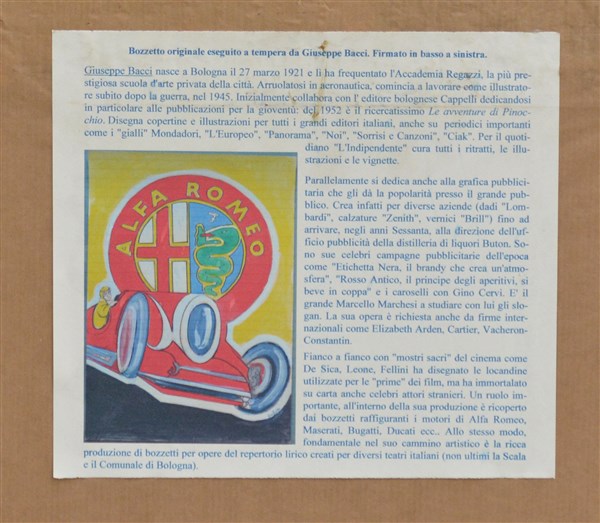 Bozzetto originale eseguito a tempera da Giuseppe Bacci. Firmato in basso a sinistra.
Giuseppe Bacci nasce a Bologna il 27 marzo 1921 e lì ha frequentato l'Accademia Regazzi, la più pre-
stigiosa scuola d'arte privata della città. Arruolatosi in aeronautica, comincia a lavorare come illustrato-
re subito dopo la guerra, nel 1945. Inizialmente collabora con l' editore bolognese Cappelli dedicandosi
in particolare alle pubblicazioni per la gioventù: del 1952 è il ricercatissimo Le avventure di Pinoc-
chio. Disegna copertine e illustrazioni per tutti i grandi editori italiani, anche su periodici importanti
come i "gialli" Mondadori, "L'Europeo", "Panorama", "Noi", "Sorrisi e Canzoni", "Ciak". Per il quoti-
diano "L'Indipendente" cura tutti i ritratti, le illu-
strazioni e le vignette.
Parallelamente si dedica anche alla grafica pubblici-
taria che gli dà la popolarità presso il grande pub-
blico. Crea infatti per diverse aziende (dadi "Lom-
bardi", calzature "Zenith", vernici "Brill") fino ad
arrivare, negli anni Sessanta, alla direzione dell'uf-
ficio pubblicità della distilleria di liquori Buton. So-
no sue celebri campagne pubblicitarie dell'epoca
come "Etichetta Nera, il brandy che crea un'atmo-
sfera", "Rosso Antico, il principe degli aperitivi, si
beve in coppa" e i caroselli con Gino Cervi. E' il
grande Marcello Marchesi a studiare con lui gli slo-
gan. La sua opera è richiesta anche da firme inter-
nazionali come Elizabeth Arden, Cartier, Vacheron-
Constantin.
Fianco a fianco con "mostri sacri" del cinema come
De Sica, Leone, Fellini ha disegnato le locandine
utilizzate per le "prime" dei film, ma ha immortalato
su carta anche celebri attori stranieri. Un ruolo im-
portante, all'interno della sua produzione è ricoperto
dai bozzetti raffiguranti i motori di Alfa Romeo,
Maserati, Bugatti, Ducati ecc.. Allo stesso modo,
fondamentale nel suo cammino artistico è la ricca
produzione di bozzetti per opere del repertorio lirico creati per diversi teatri italiani (non ultimi la Scala
e il Comunale di Bologna).
ALFA ROMEO